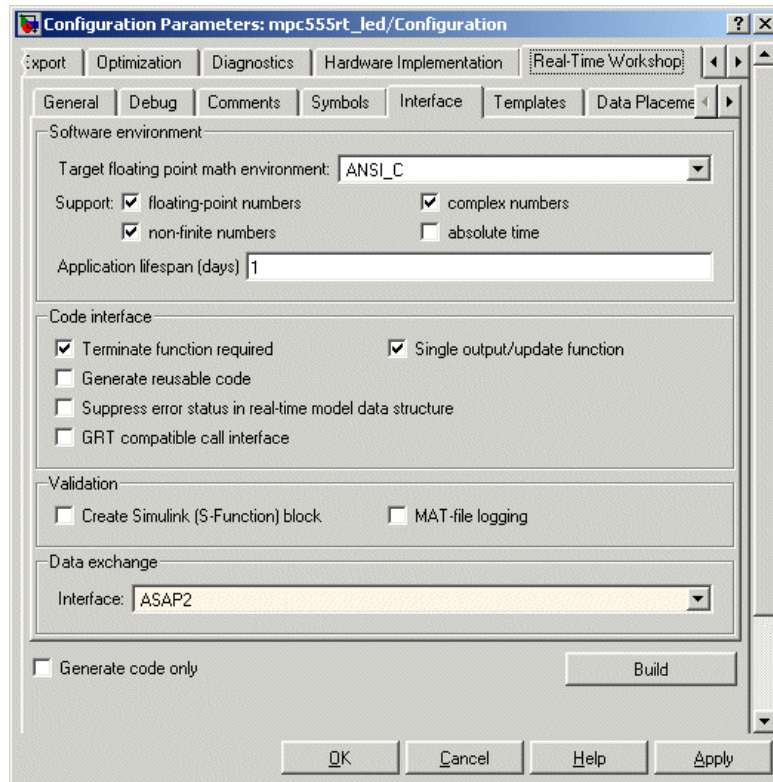 Configuration Parameters: mpc555rt_led/Configuration
Export Optimization Diagnostics Hardware Implementation Real-Time Workshop
General Debug Comments Symbols Interface Templates Data Placeme
Software environment
Target floating point math environment: ANSI_C
Support: floating-point numbers complex numbers
non-finite numbers absolute time
Application lifespan (days) 1
Code interface
Terminate function required Single output/update function
Generate reusable code
Suppress error status in real-time model data structure
GRT compatible call interface
Validation
Create Simulink (S-Function) block MAT-file logging
Data exchange
Interface: ASAP2
Generate code only Build
OK Cancel Help Apply